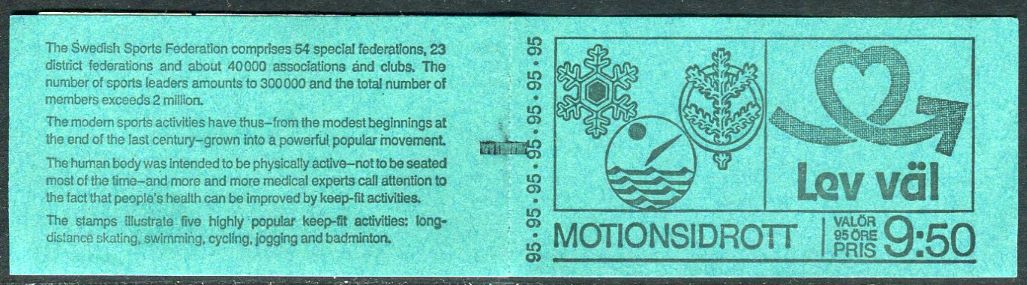 The Swedish Sports Federation comprises 54 special federations, 23
district federations and about 40000 associations and clubs. The
number of sports leaders amounts to 300000 and the total number of
members exceeds 2 million.
The modern sports activities have thus–from the modest beginnings at
the end of the last century–grown into a powerful popular movement.
The human body was intended to be physically active–not to be seated
most of the time–and more and more medical experts call attention to
the fact that people's health can be improved by keep-fit activities.
The stamps illustrate five highly popular keep-fit activities: long-
distance skating, swimming, cycling, jogging and badminton.
95·95·95·95·95·95·95
Lev väl
MOTIONSIDROTT
VALÖR
95 ÖRE
PRIS 9:50